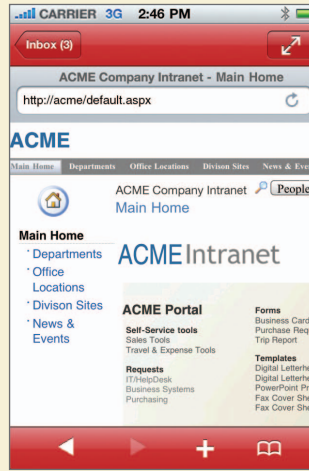 CARRIER 3G 2:46 PM
Inbox (3)
ACME Company Intranet - Main Home
http://acme/default.aspx
ACME
Main Home Departments Office Locations Divison Sites News & Eve
ACME Company Intranet People
Main Home
Main Home
Departments
Office
Locations
Divison Sites
News &
Events
ACME Intranet
ACME Portal
Self-Service tools
Sales Tools
Travel & Expense Tools
Requests
IT/HelpDesk
Business Systems
Purchasing
Forms
Business Card
Purchase Req
Trip Report
Templates
Digital Letterhe
Digital Letterhe
PowerPoint Pr
Fax Cover She
Fax Cover She